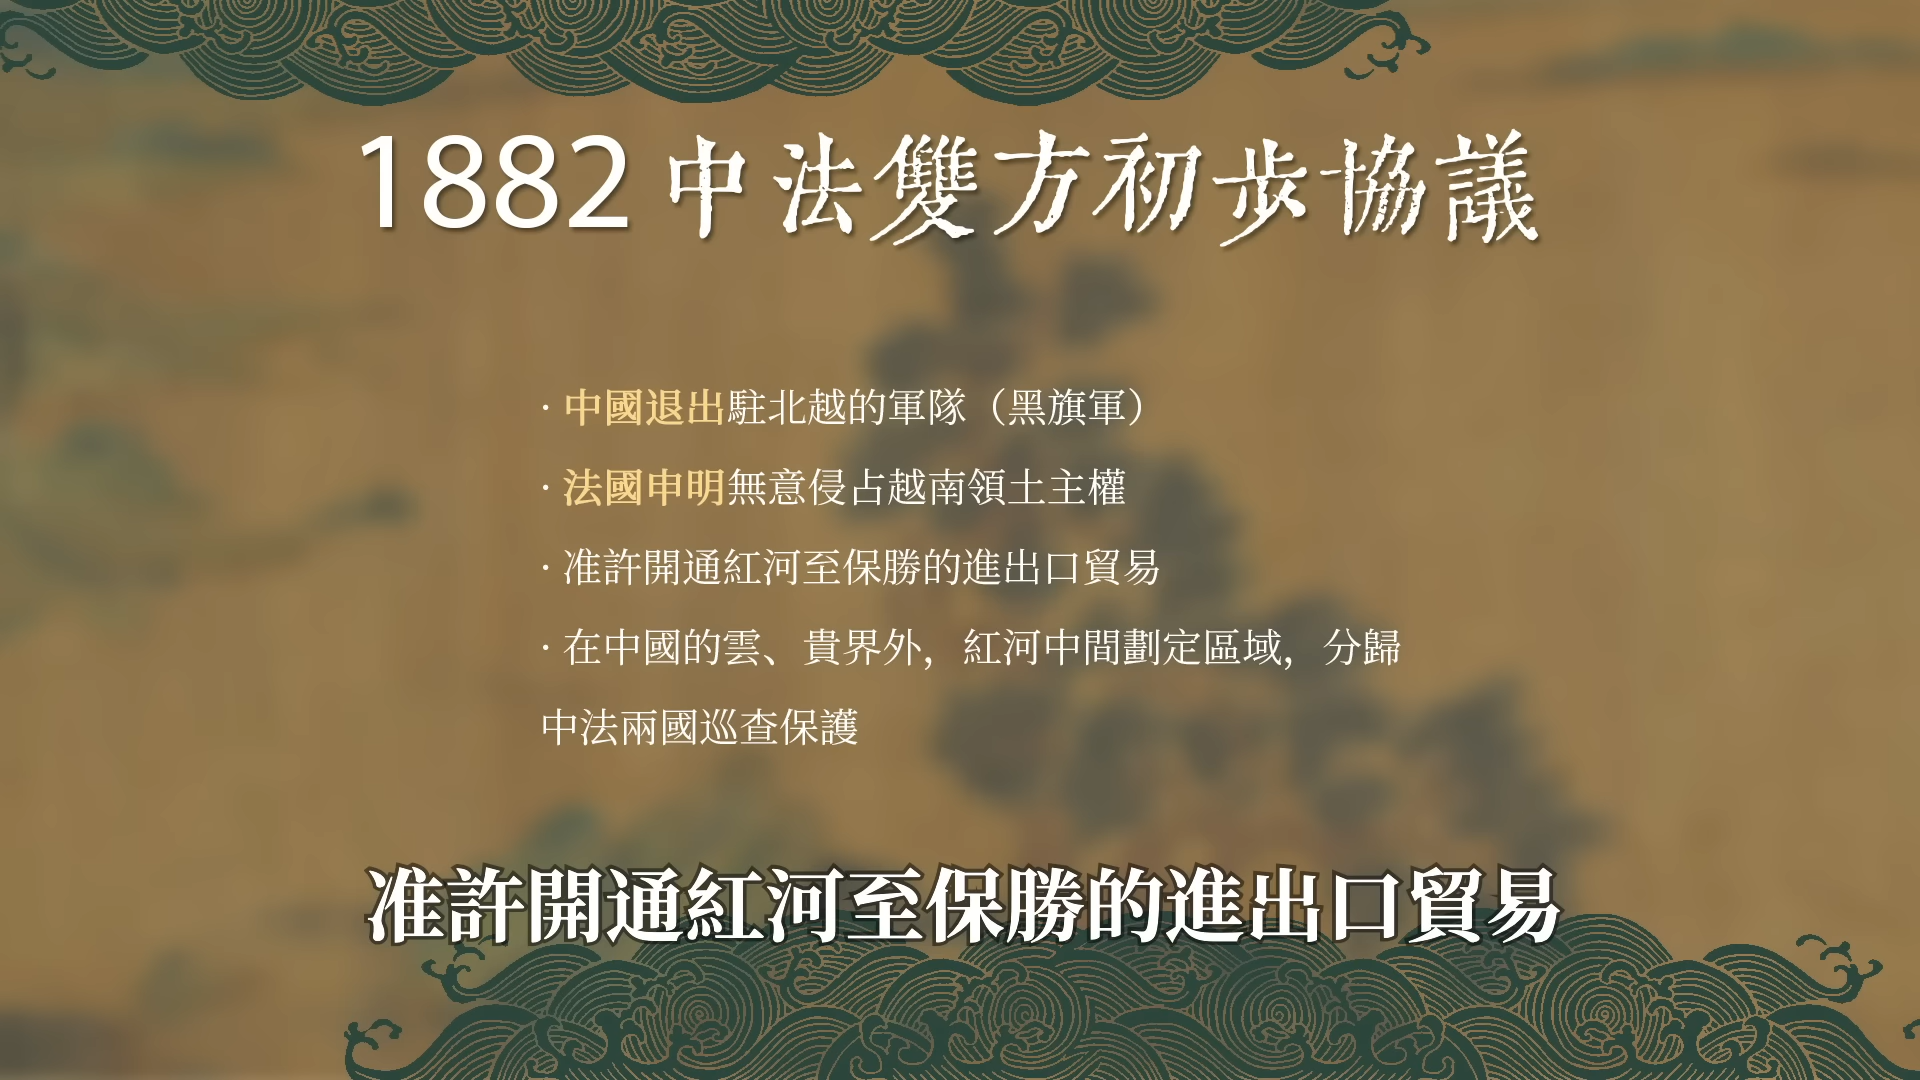 1882 中法雙方初步協議
· 中國退出駐北越的軍隊（黑旗軍）
· 法國申明無意侵占越南領土主權
· 准許開通紅河至保勝的進出口貿易
· 在中國的雲、貴界外，紅河中間劃定區域，分歸
中法兩國巡查保護
准許開通紅河至保勝的進出口貿易